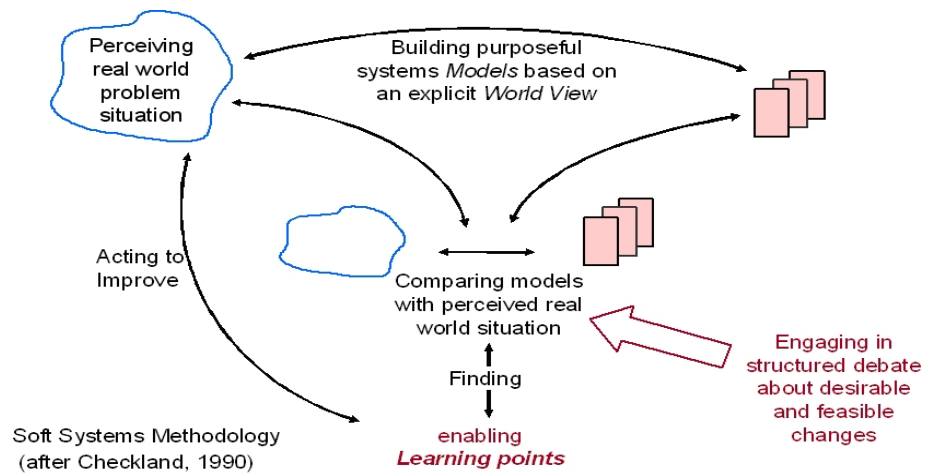 Perceiving
real world
problem
situation
Building purposeful
systems Models based on
an explicit World View
Acting to
Improve
Comparing models
with perceived real
world situation
Engaging in
structured debate
about desirable
and feasible
changes
Finding
enabling
Learning points
Soft Systems Methodology
(after Checkland, 1990)